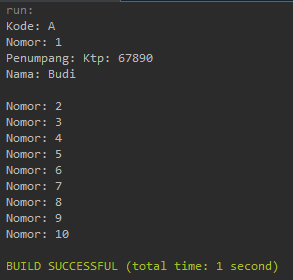 run:
Kode: A
Nomor: 1
Penumpang: Ktp: 67890
Nama: Budi

Nomor: 2
Nomor: 3
Nomor: 4
Nomor: 5
Nomor: 6
Nomor: 7
Nomor: 8
Nomor: 9
Nomor: 10

BUILD SUCCESSFUL (total time: 1 second)